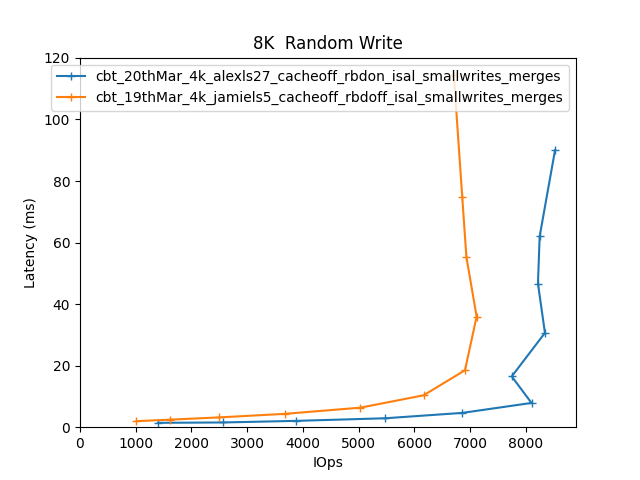 8K  Random Write
cbt_20thMar_4k_alexls27_cacheoff_rbdon_isal_smallwrites_merges
cbt_19thMar_4k_jamiels5_cacheoff_rbdoff_isal_smallwrites_merges
120
100
80
60
40
20
0
Latency (ms)
0 1000 2000 3000 4000 5000 6000 7000 8000
IOps